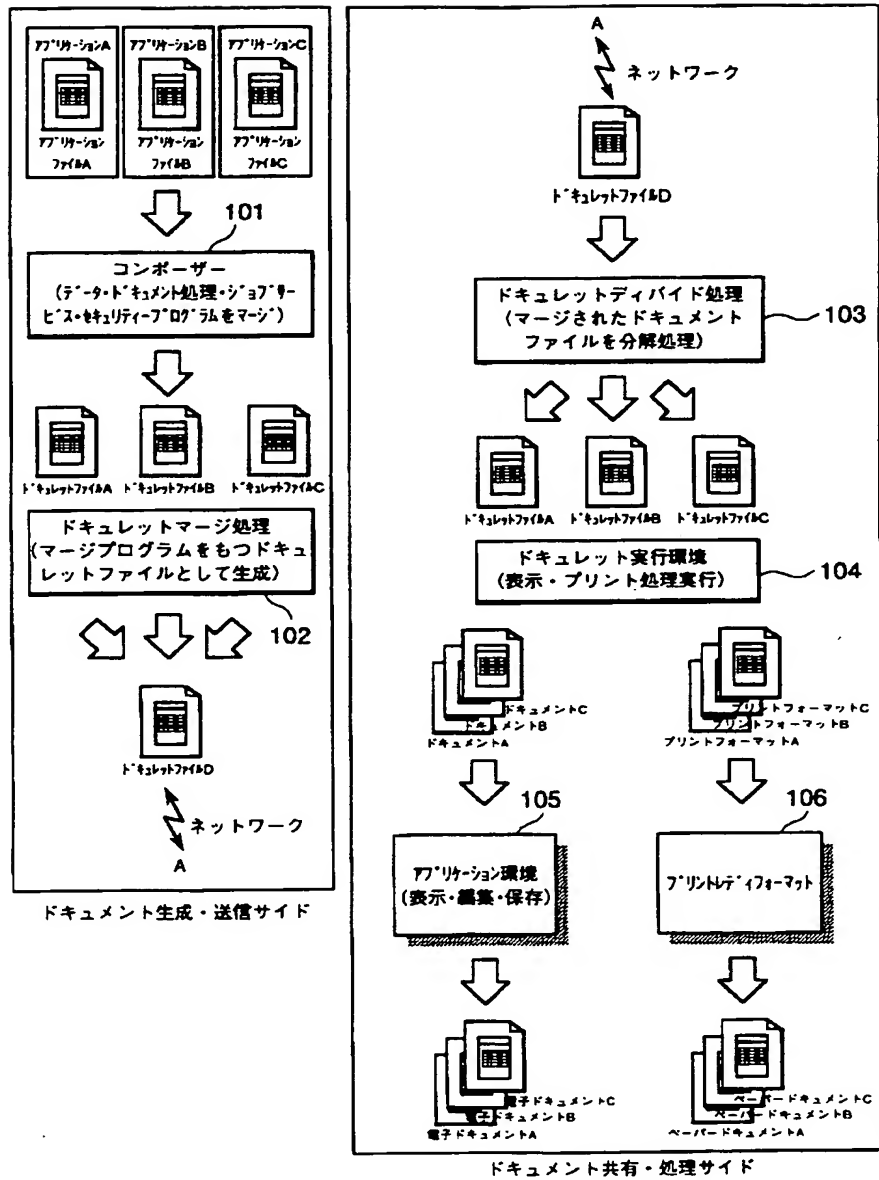 アプリケーションA
アプリケーションB
アプリケーションC
アプリケーション
ファイルA
アプリケーション
ファイルB
アプリケーション
ファイルC
101
コンポーザー
(データ・ドキュメント処理・ジョブサー
ビス・セキュリティープログラムをマージ)
ドキュレットファイルA
ドキュレットファイルB
ドキュレットファイルC
ドキュレットマージ処理
(マージプログラムをもつドキュ
レットファイルとして生成)
102
ドキュレットファイルD
ネットワーク
A
ドキュメント生成・送信サイド
A
ネットワーク
ドキュレットファイルD
ドキュレットディバイド処理
(マージされたドキュメント
ファイルを分解処理)
103
ドキュレットファイルA
ドキュレットファイルB
ドキュレットファイルC
ドキュレット実行環境
(表示・プリント処理実行)
104
ドキュメントC
ドキュメントB
ドキュメントA
プリントフォーマットC
プリントフォーマットB
プリントフォーマットA
105
アプリケーション環境
(表示・編集・保存)
106
プリントレディフォーマット
電子ドキュメントC
電子ドキュメントB
電子ドキュメントA
ペーパードキュメントC
ペーパードキュメントB
ペーパードキュメントA
ドキュメント共有・処理サイド